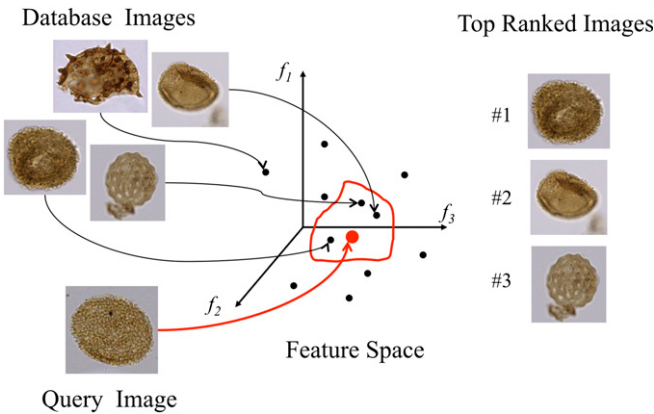 Database Images
Top Ranked Images
f1
#1
#2
f3
#3
f2
Feature Space
Query Image